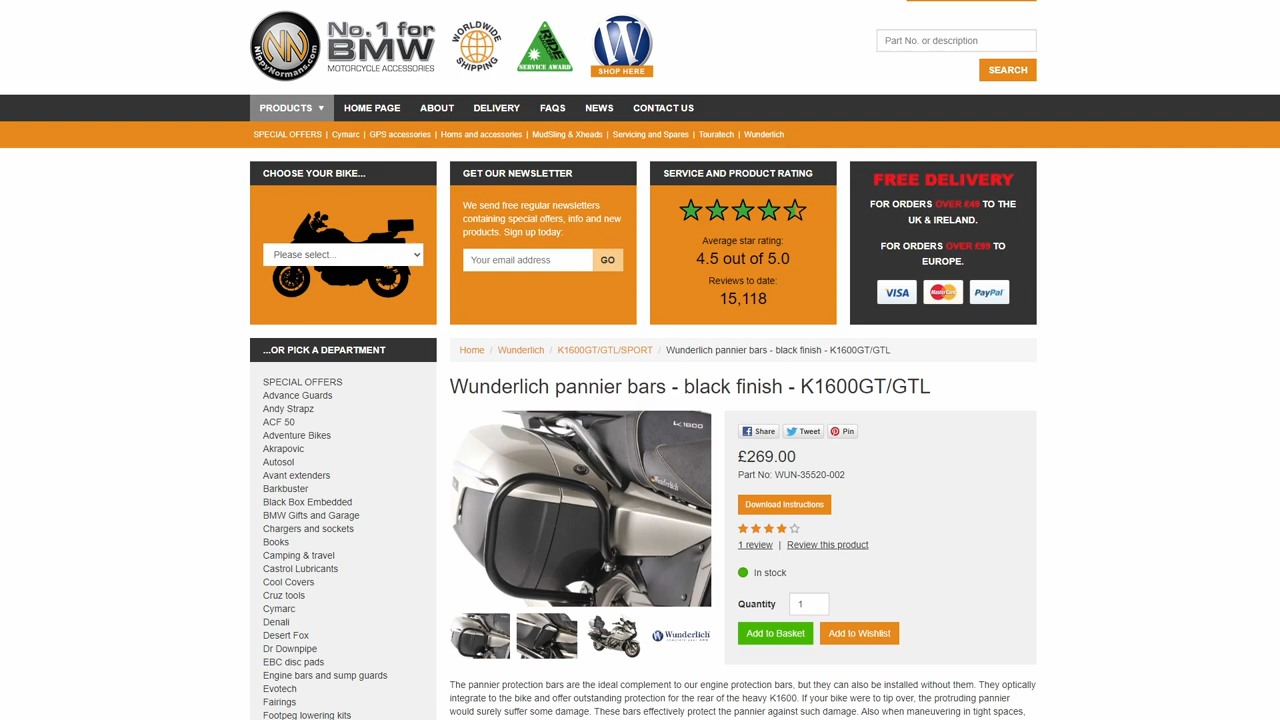 NippyNormans.com
No.1 for
BMW
MOTORCYCLE ACCESSORIES
WORLDWIDE
SHIPPING
RIDE
SERVICE AWARD
W
SHOP HERE
Part No. or description
SEARCH
PRODUCTS ▼ HOME PAGE ABOUT DELIVERY FAQS NEWS CONTACT US
SPECIAL OFFERS | Cymarc | GPS accessories | Horns and accessories | MudSling & Xheads | Servicing and Spares | Touratech | Wunderlich
CHOOSE YOUR BIKE...
Please select...
GET OUR NEWSLETTER
We send free regular newsletters
containing special offers, info and new
products. Sign up today:
Your email address GO
SERVICE AND PRODUCT RATING
Average star rating:
4.5 out of 5.0
Reviews to date:
15,118
FREE DELIVERY
FOR ORDERS OVER £49 TO THE
UK & IRELAND.
FOR ORDERS OVER £99 TO
EUROPE.
VISA MasterCard PayPal
...OR PICK A DEPARTMENT
SPECIAL OFFERS
Advance Guards
Andy Strapz
ACF 50
Adventure Bikes
Akrapovic
Autosol
Avant extenders
Barkbuster
Black Box Embedded
BMW Gifts and Garage
Chargers and sockets
Books
Camping & travel
Castrol Lubricants
Cool Covers
Cruz tools
Cymarc
Denali
Desert Fox
Dr Downpipe
EBC disc pads
Engine bars and sump guards
Evotech
Fairings
Footpeg lowering kits
Home / Wunderlich / K1600GT/GTL/SPORT / Wunderlich pannier bars - black finish - K1600GT/GTL
Wunderlich pannier bars - black finish - K1600GT/GTL
K 1600
Wunderlich
Wunderlich
Share Tweet Pin
£269.00
Part No: WUN-35520-002
Download Instructions
1 review | Review this product
In stock
Quantity 1
Add to Basket Add to Wishlist
The pannier protection bars are the ideal complement to our engine protection bars, but they can also be installed without them. They optically
integrate to the bike and offer outstanding protection for the rear of the heavy K1600. If your bike were to tip over, the protruding pannier
would surely suffer some damage. These bars effectively protect the pannier against such damage. Also when maneuvering in tight spaces,